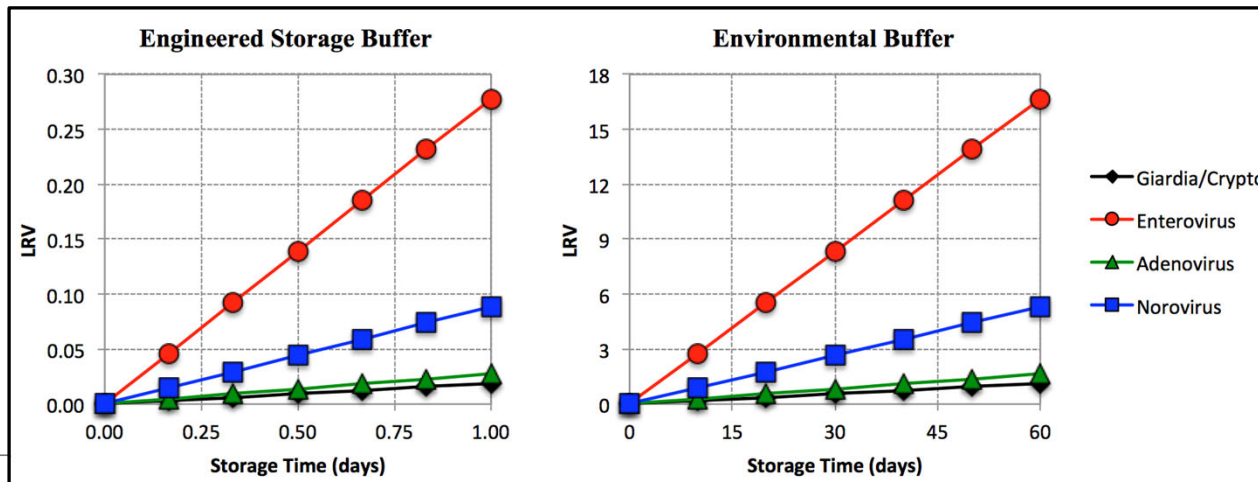 Engineered Storage Buffer
LRV
0.30
0.25
0.20
0.15
0.10
0.05
0.00
0.00 0.25 0.50 0.75 1.00
Storage Time (days)
Environmental Buffer
LRV
18
15
12
9
6
3
0
0 15 30 45 60
Storage Time (days)
Giardia/Crypto
Enterovirus
Adenovirus
Norovirus